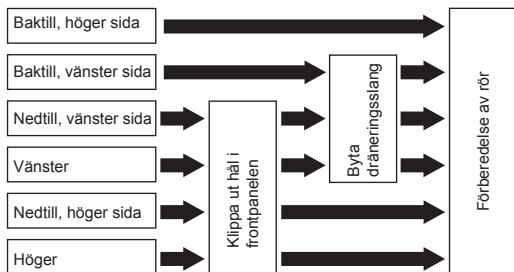 Baktill, höger sida
Baktill, vänster sida
Nedtill, vänster sida
Vänster
Nedtill, höger sida
Höger
Klippa ut hål i
frontpanelen
Byta
dräneringsslang
Förberedelse av rör